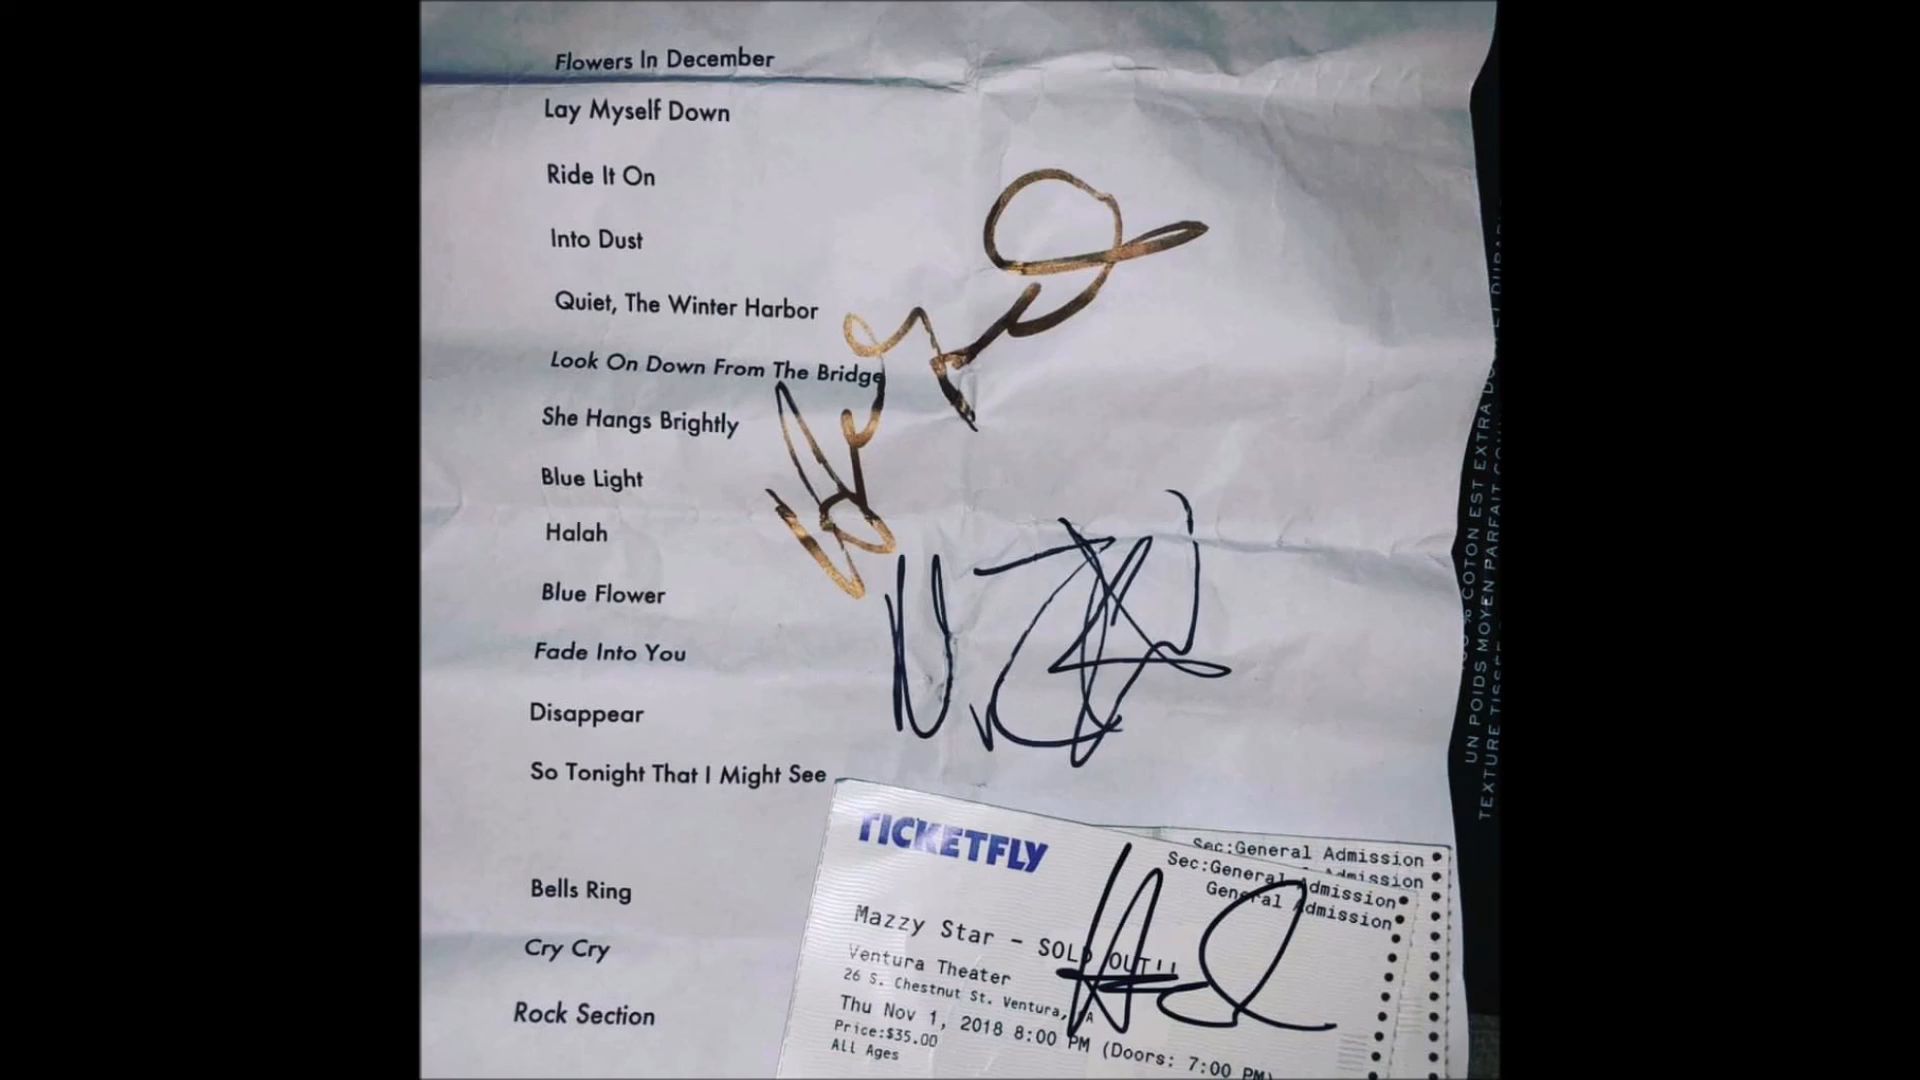 Flowers In December
Lay Myself Down
Ride It On
Into Dust
Quiet, The Winter Harbor
Look On Down From The Bridge
She Hangs Brightly
Blue Light
Halah
Blue Flower
Fade Into You
Disappear
So Tonight That I Might See
Bells Ring
Cry Cry
Rock Section
TICKETFLY
Sec:General Admission
Admission
Sec:General Admission
General Admission
Mazzy Star - SOLD OUT!!
Ventura Theater
26 S. Chestnut St. Ventura,
Thu Nov 1, 2018 8:00 PM (Doors: 7:00 PM)
Price:$35.00
All Ages
% COTON EST EXTRA
UN POIDS MOYEN PARFAIT
TEXTURE